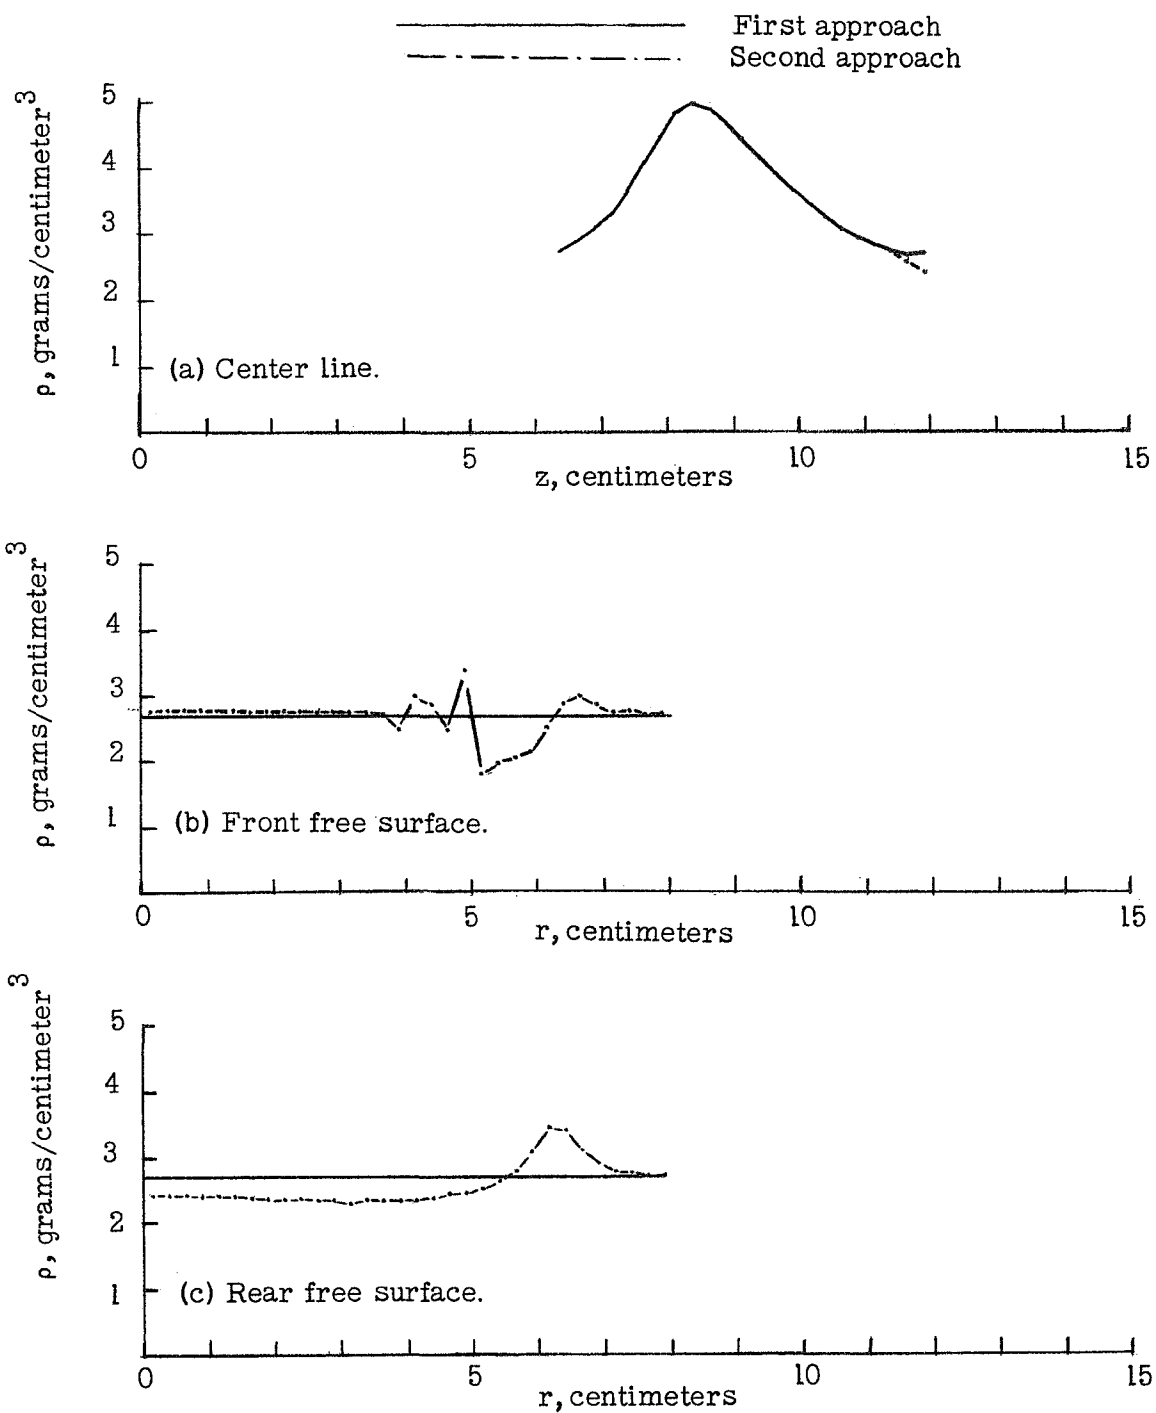 First approach
Second approach
5
4
3
2
1
ρ, grams/centimeter³
(a) Center line.
0 5 10 15
z, centimeters
5
4
3
2
1
ρ, grams/centimeter³
(b) Front free surface.
0 5 10 15
r, centimeters
5
4
3
2
1
ρ, grams/centimeter³
(c) Rear free surface.
0 5 10 15
r, centimeters